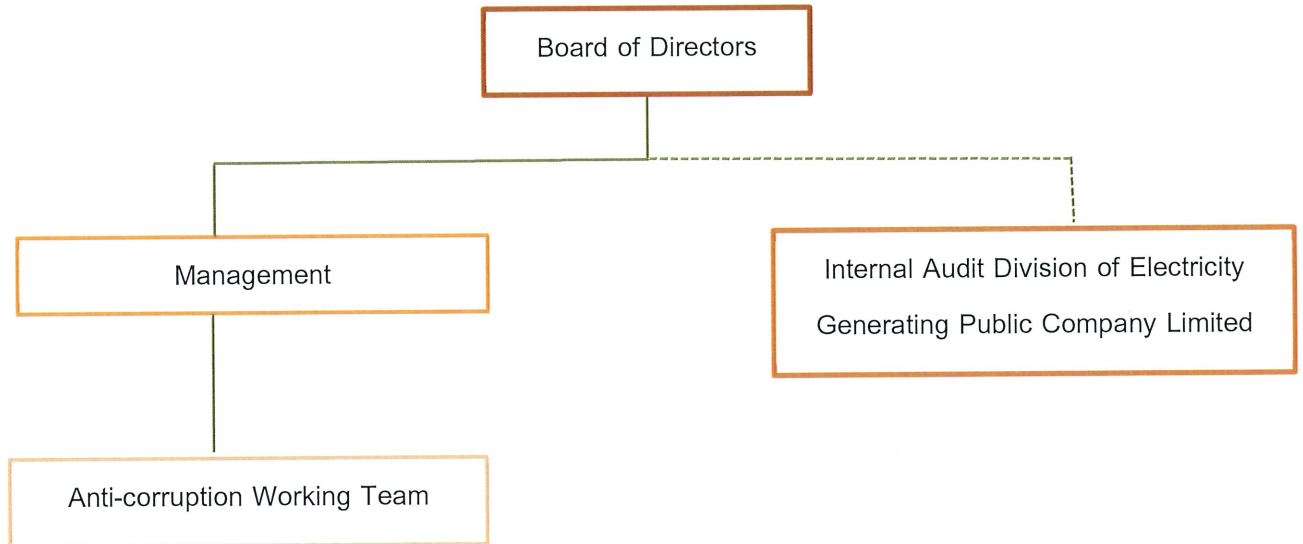 Board of Directors
Management
Internal Audit Division of Electricity
Generating Public Company Limited
Anti-corruption Working Team